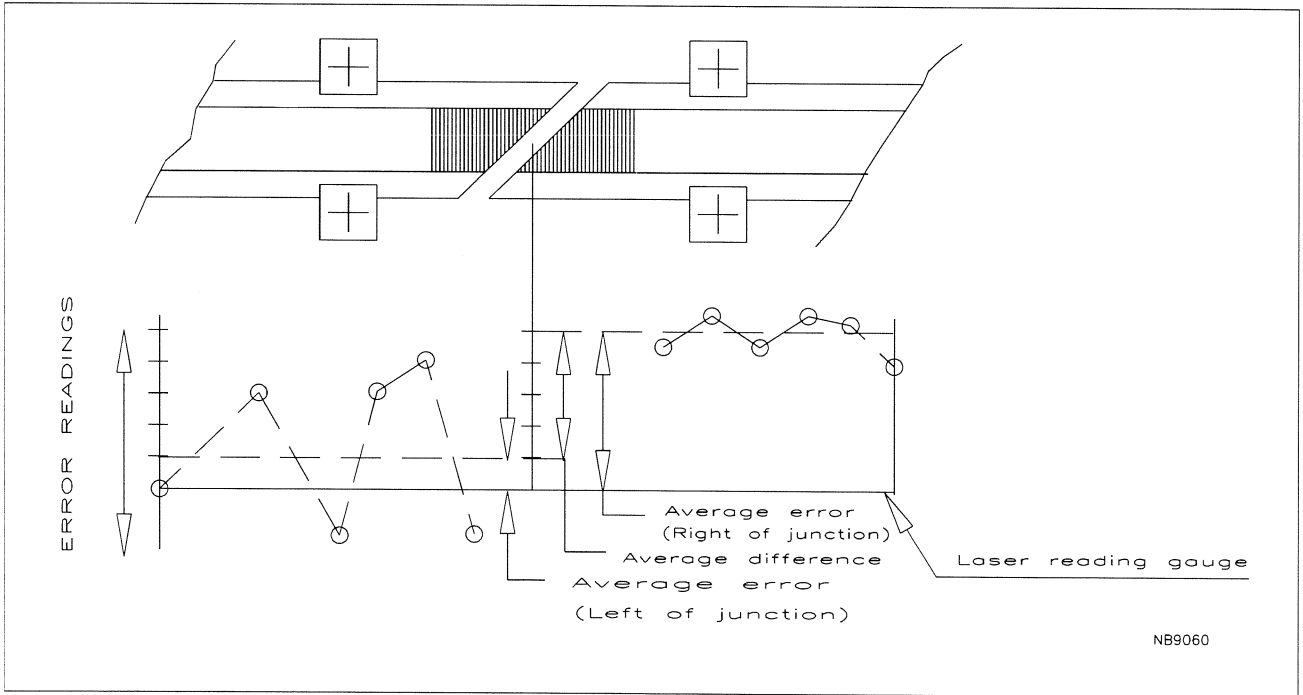 ERROR READINGS
Average error
(Right of junction)
Average difference
Average error
(Left of junction)
Laser reading gauge
NB9060